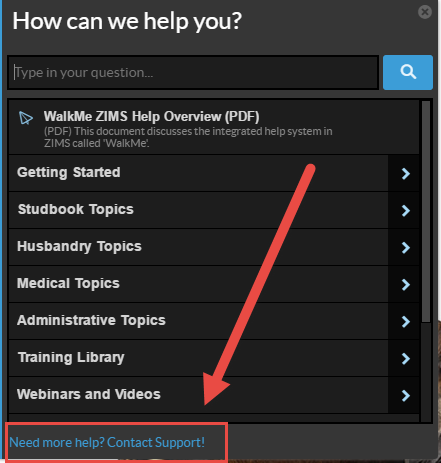 How can we help you?
Type in your question...
WalkMe ZIMS Help Overview (PDF)
(PDF) This document discusses the integrated help system in
ZIMS called 'WalkMe'.
Getting Started
Studbook Topics
Husbandry Topics
Medical Topics
Administrative Topics
Training Library
Webinars and Videos
Need more help? Contact Support!